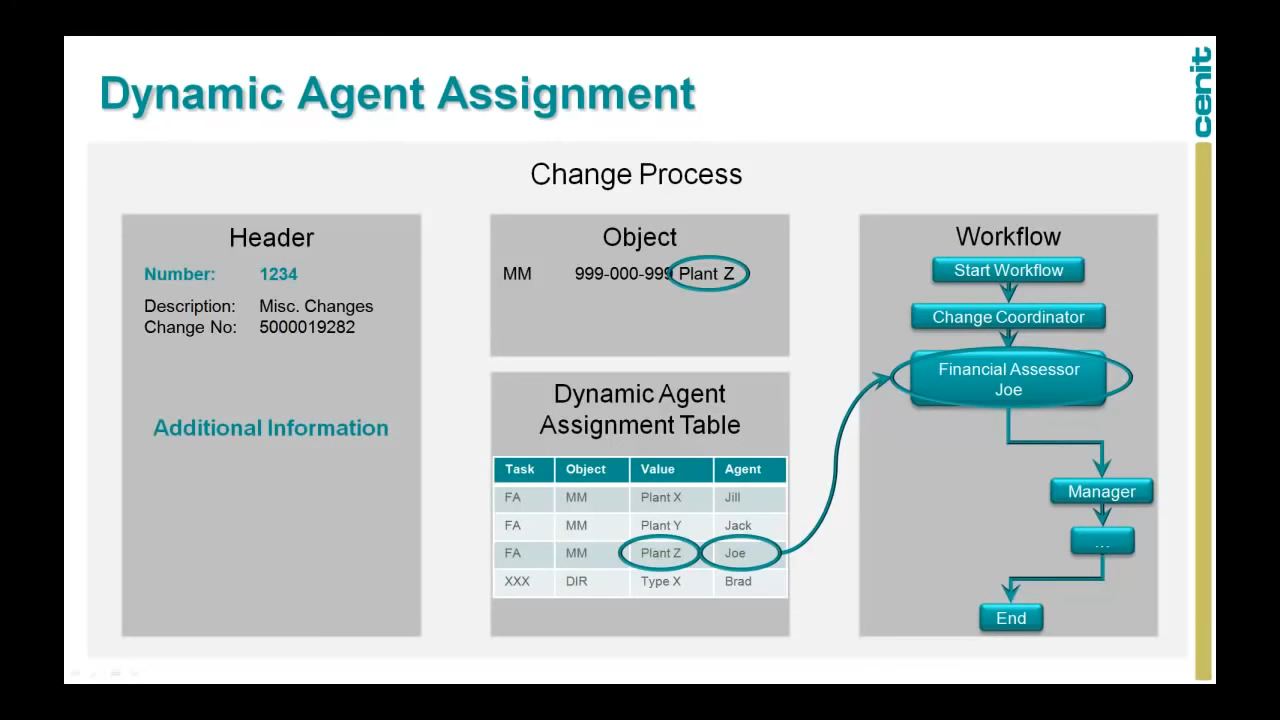 Dynamic Agent Assignment
cenit
Change Process
Header
Number: 1234
Description: Misc. Changes
Change No: 5000019282
Additional Information
Object
MM 999-000-999 Plant Z
Dynamic Agent
Assignment Table
Task Object Value Agent
FA MM Plant X Jill
FA MM Plant Y Jack
FA MM Plant Z Joe
XXX DIR Type X Brad
Workflow
Start Workflow
Change Coordinator
Financial Assessor
Joe
Manager
...
End